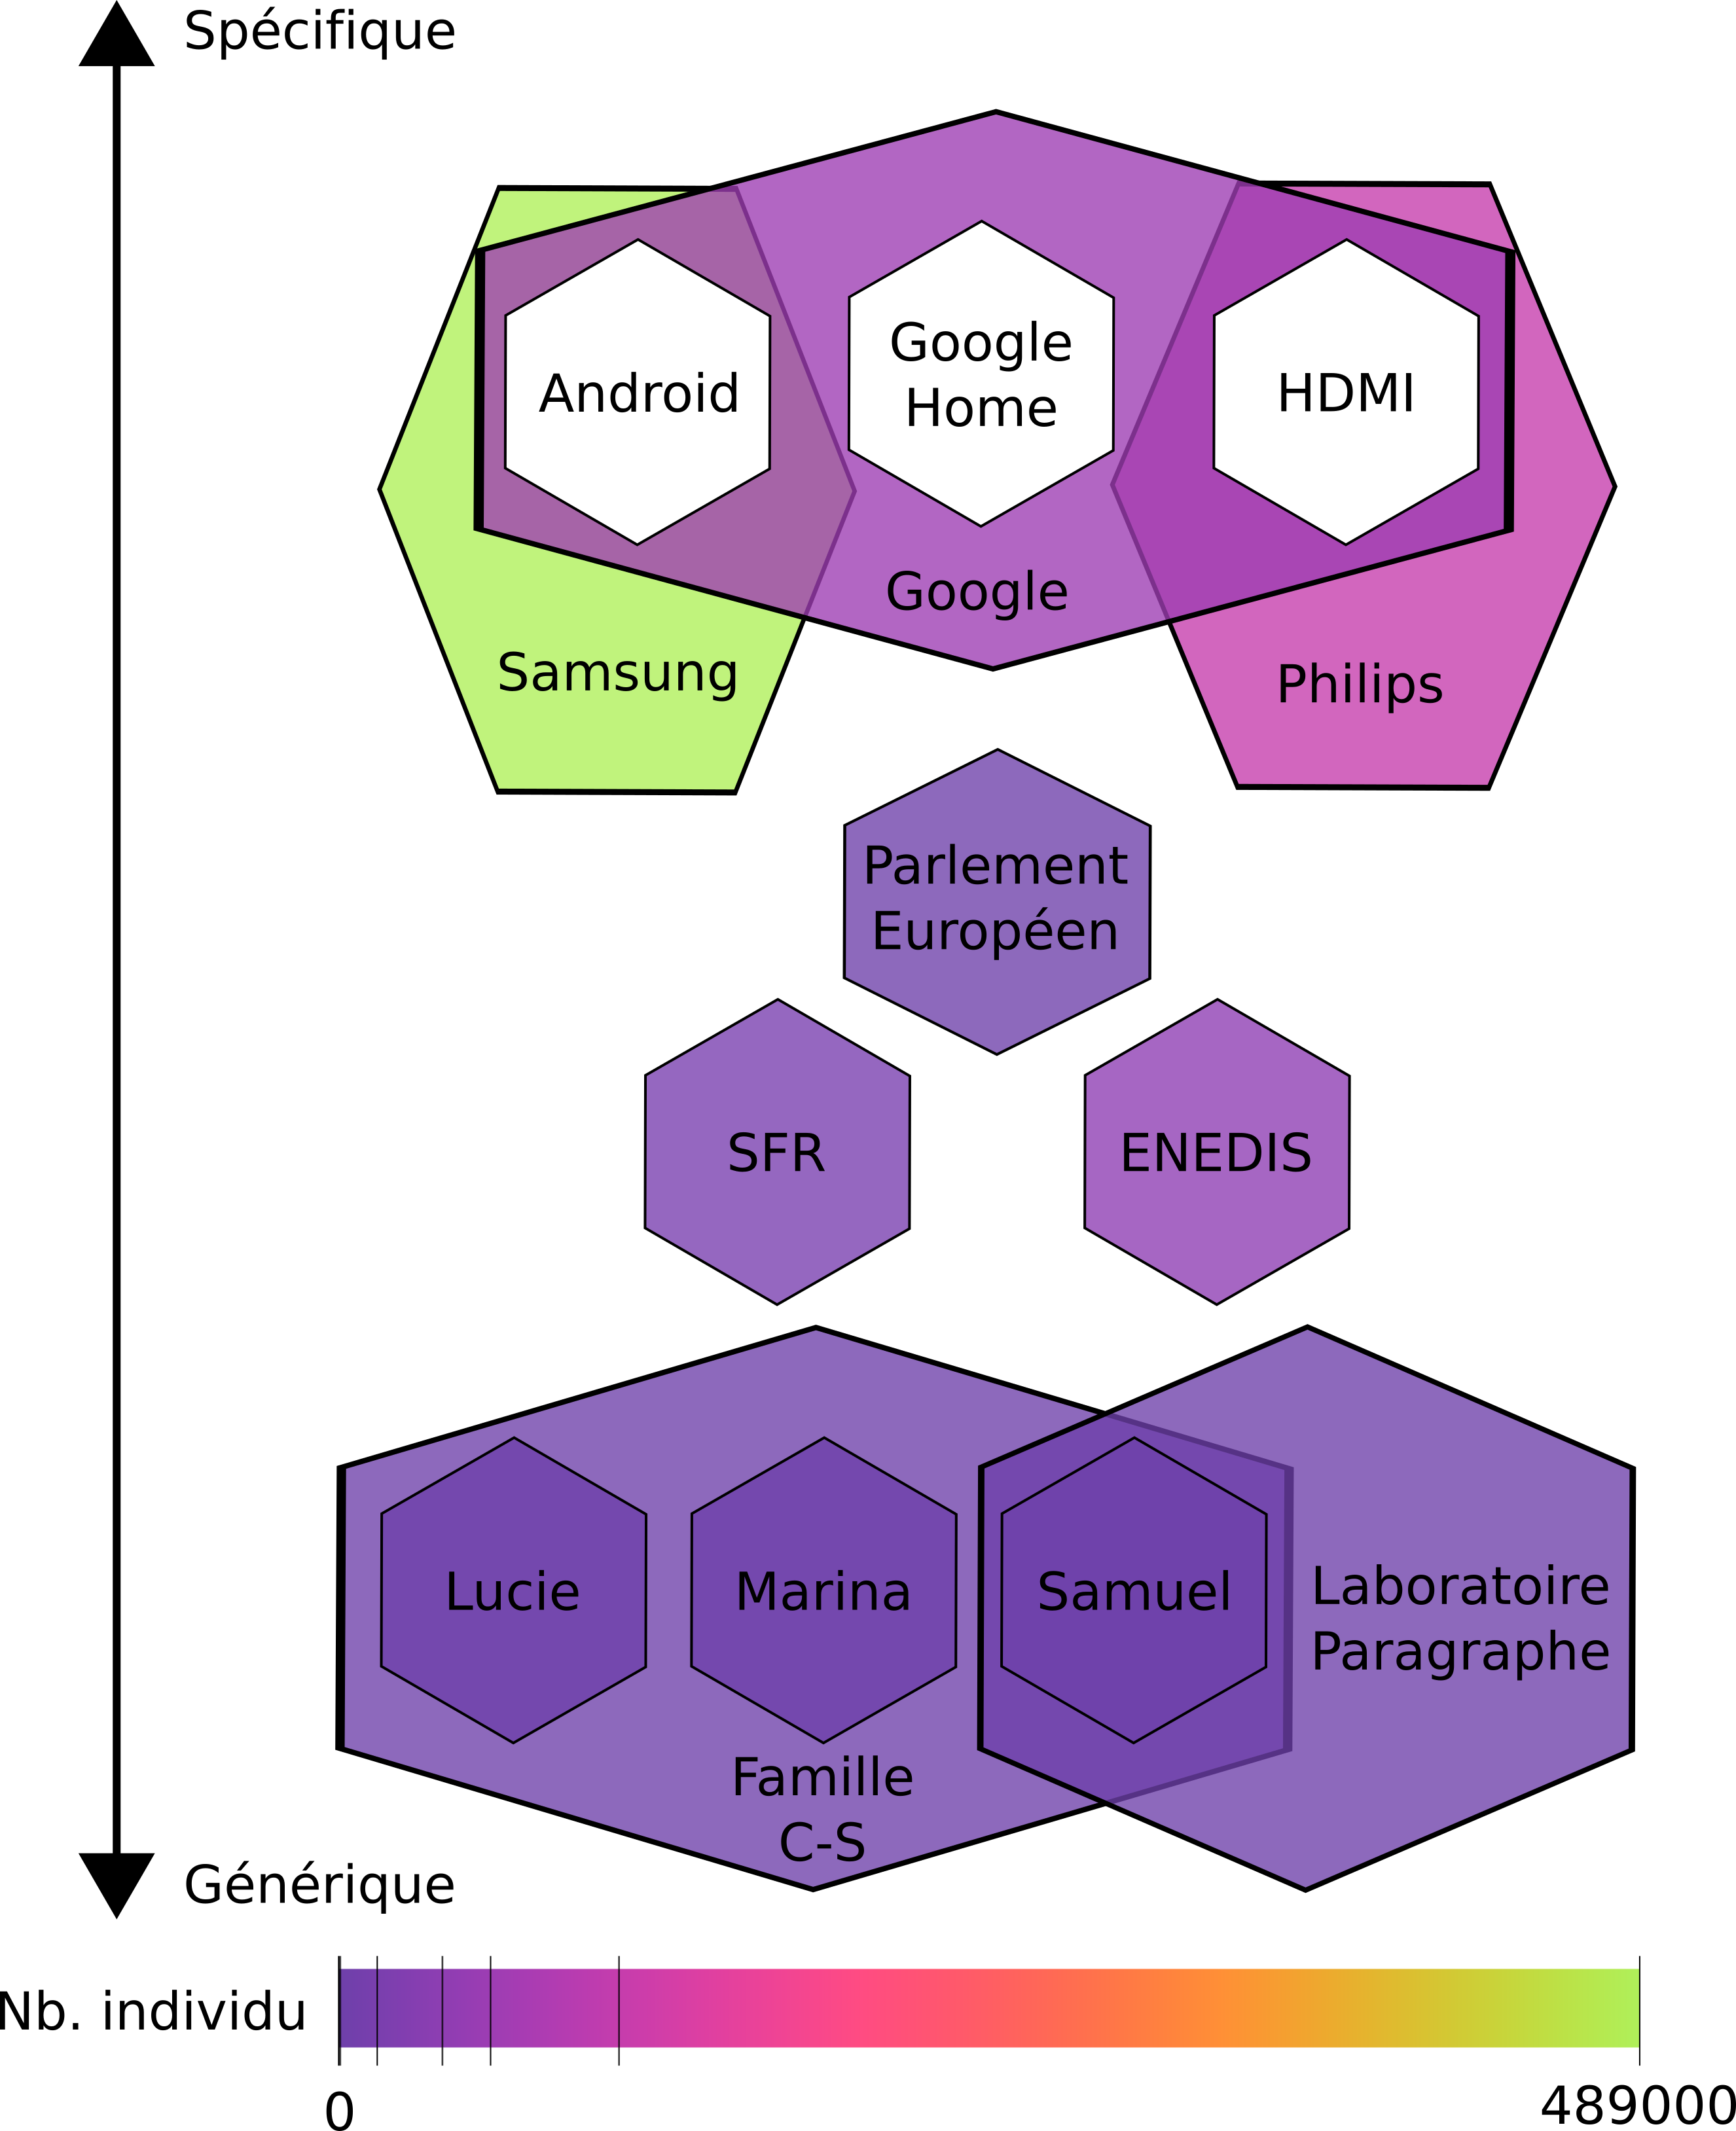 Spécifique
Android
Google
Home
HDMI
Google
Samsung
Philips
Parlement
Européen
SFR
ENEDIS
Lucie
Marina
Samuel
Laboratoire
Paragraphe
Famille
C-S
Générique
Nb. individu
0
489000